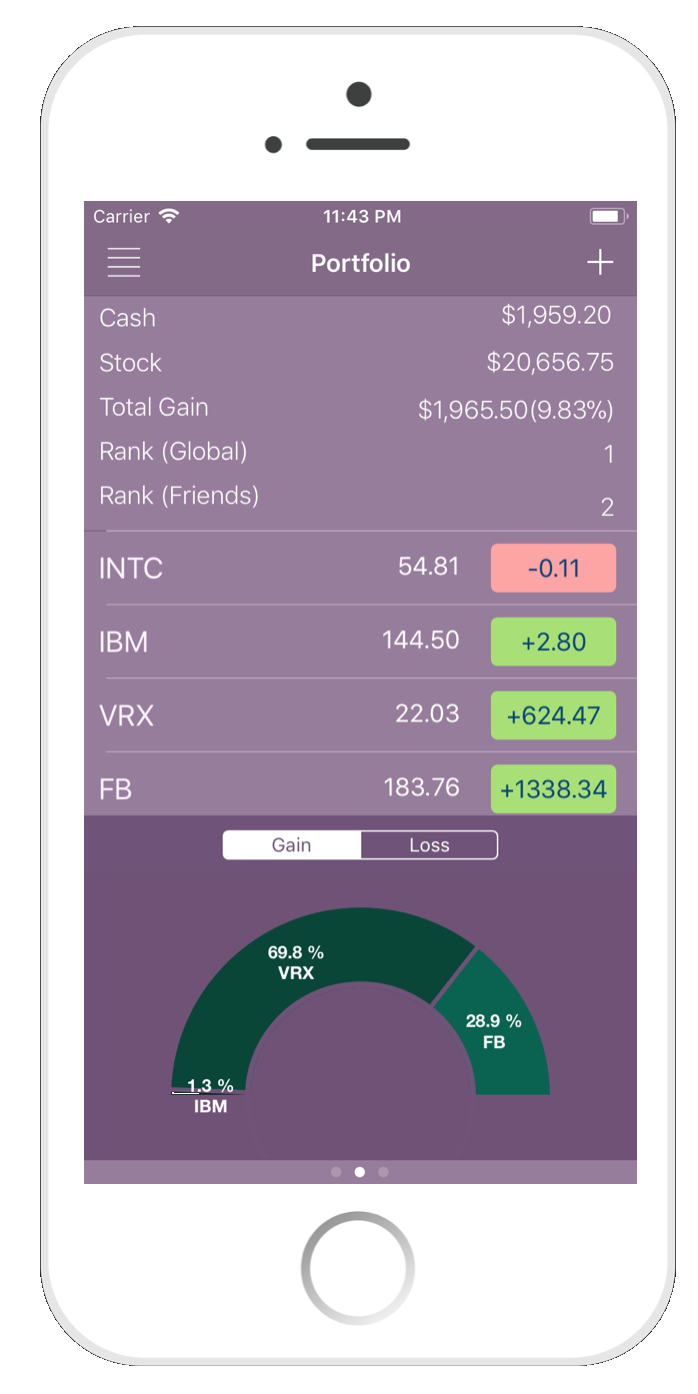 Carrier 11:43 PM
Portfolio
Cash $1,959.20
Stock $20,656.75
Total Gain $1,965.50(9.83%)
Rank (Global) 1
Rank (Friends) 2
INTC 54.81 -0.11
IBM 144.50 +2.80
VRX 22.03 +624.47
FB 183.76 +1338.34
Gain Loss
69.8 %
VRX
28.9 %
FB
1.3 %
IBM